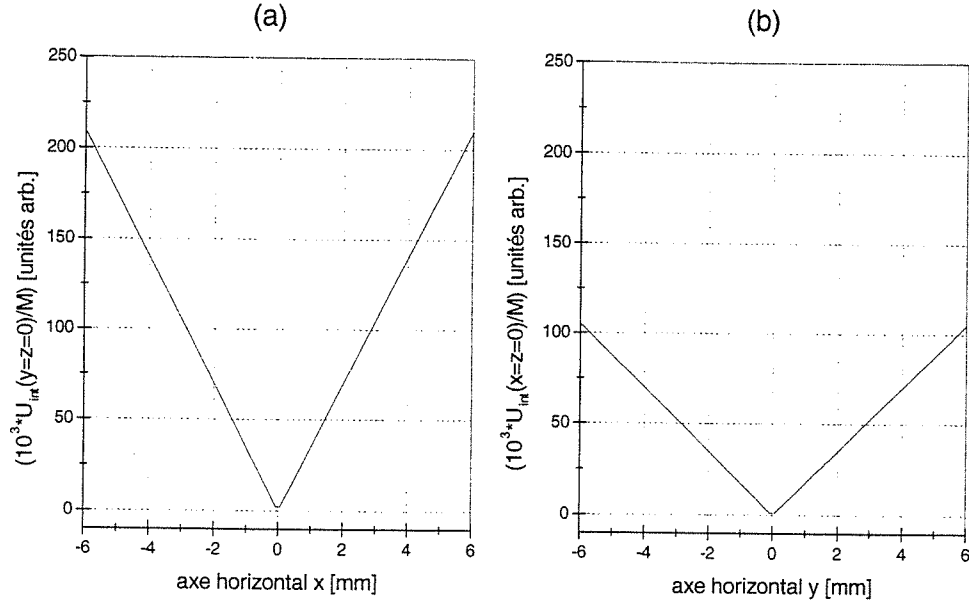 (a)
250
200
150
100
50
0
-6 -4 -2 0 2 4 6
axe horizontal x [mm]
(10³*U_int(y=z=0)/M) [unités arb.]
(b)
250
200
150
100
50
0
-6 -4 -2 0 2 4 6
axe horizontal y [mm]
(10³*U_int(x=z=0)/M) [unités arb.]